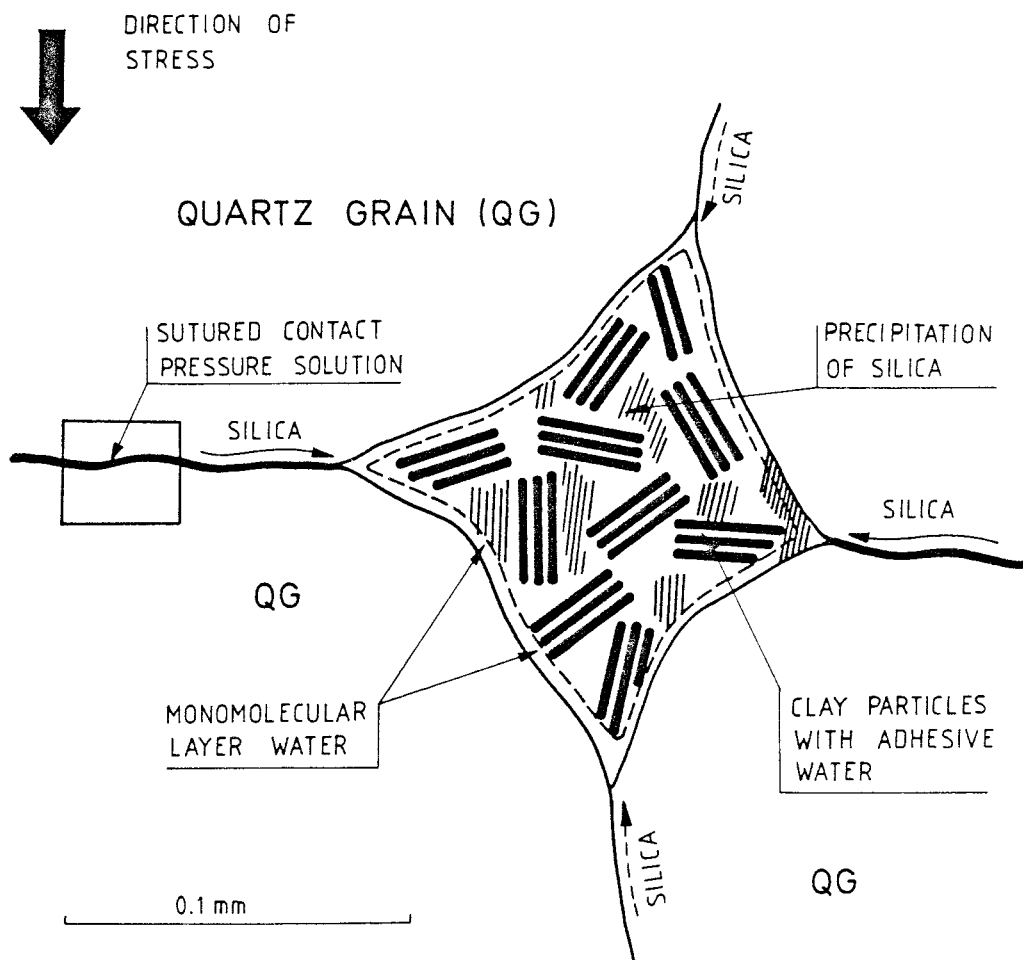 DIRECTION OF
STRESS
SILICA
QUARTZ GRAIN (QG)
SUTURED CONTACT
PRESSURE SOLUTION
PRECIPITATION
OF SILICA
SILICA
SILICA
QG
MONOMOLECULAR
LAYER WATER
CLAY PARTICLES
WITH ADHESIVE
WATER
SILICA
QG
0.1 mm